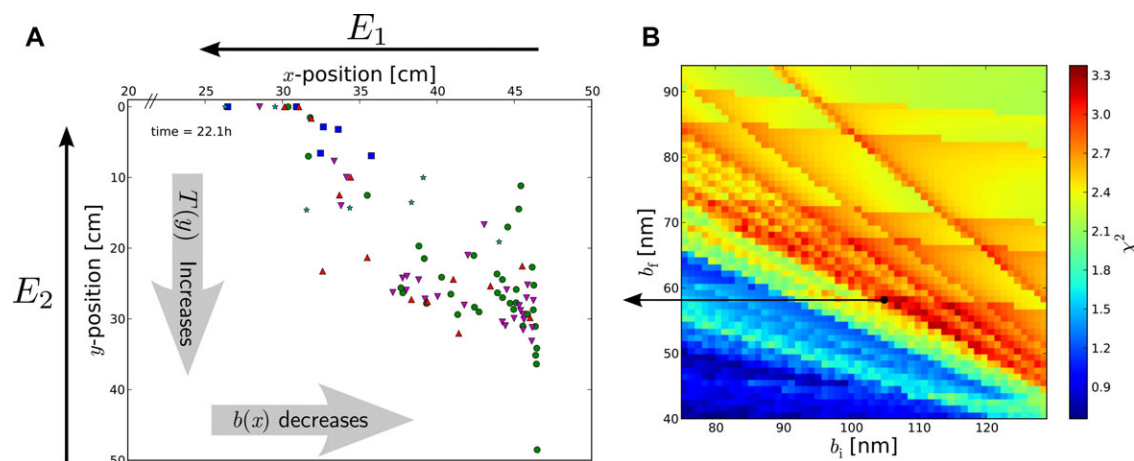 A
E₁
x-position [cm]
20 25 30 35 40 45 50
time = 22.1h
0
10
20
30
40
50
y-position [cm]
E₂
T(y) Increases
b(x) decreases
B
90
80
70
60
50
40
b_f [nm]
80 90 100 110 120
b_i [nm]
3.3
3.0
2.7
2.4
2.1
1.8
1.5
1.2
0.9
χ²